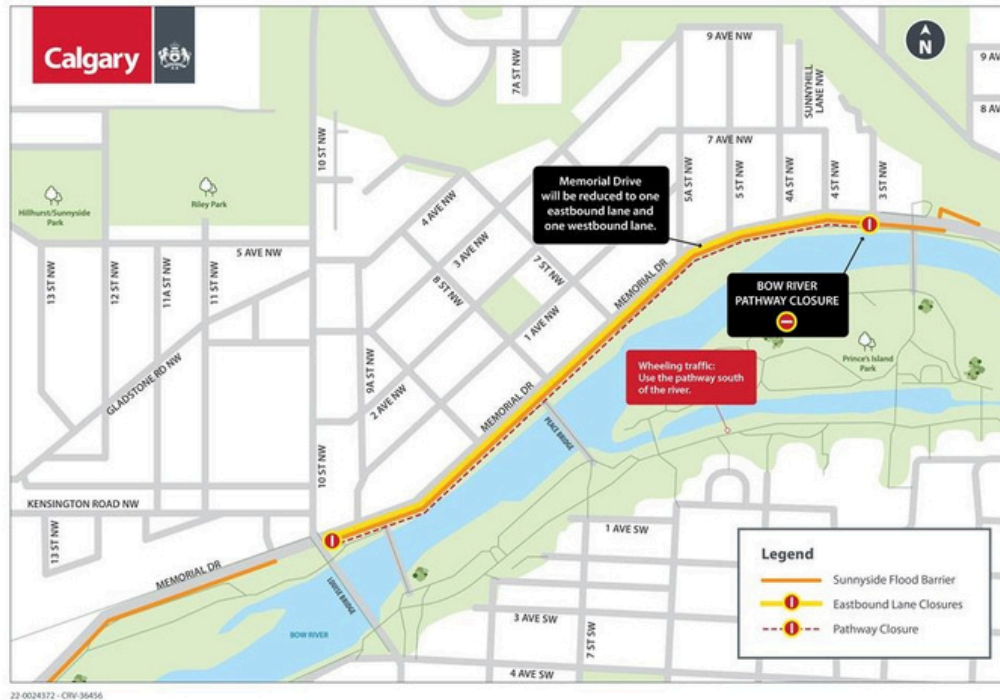 Calgary
N
9 AVE NW
7A ST NW
SUNNYHILL
LANE NW
8 AV
10 ST NW
7 AVE NW
Hillhurst/Sunnyside
Park
Riley Park
5A ST NW
5 ST NW
4A ST NW
4 ST NW
3 ST NW
Memorial Drive
will be reduced to one
eastbound lane and
one westbound lane.
4 AVE NW
3 AVE NW
5 AVE NW
13 ST NW
12 ST NW
11A ST NW
11 ST NW
8 ST NW
7 ST NW
1 AVE NW
MEMORIAL DR
BOW RIVER
PATHWAY CLOSURE
Prince's Island
Park
GLADSTONE RD NW
9A ST NW
2 AVE NW
MEMORIAL DR
Wheeling traffic:
Use the pathway south
of the river.
PEACE BRIDGE
10 ST NW
KENSINGTON ROAD NW
13 ST NW
MEMORIAL DR
LOUISE BRIDGE
BOW RIVER
1 AVE SW
3 AVE SW
7 ST SW
4 AVE SW
Legend
Sunnyside Flood Barrier
Eastbound Lane Closures
Pathway Closure
22-0024372 - CRV-36456